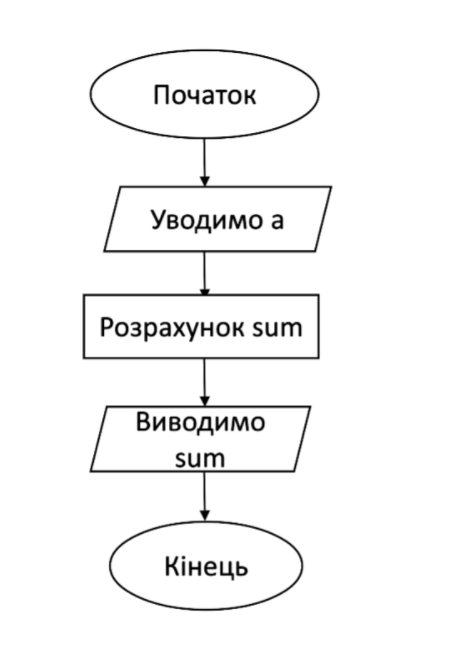 Початок
Уводимо a
Розрахунок sum
Виводимо
sum
Кінець